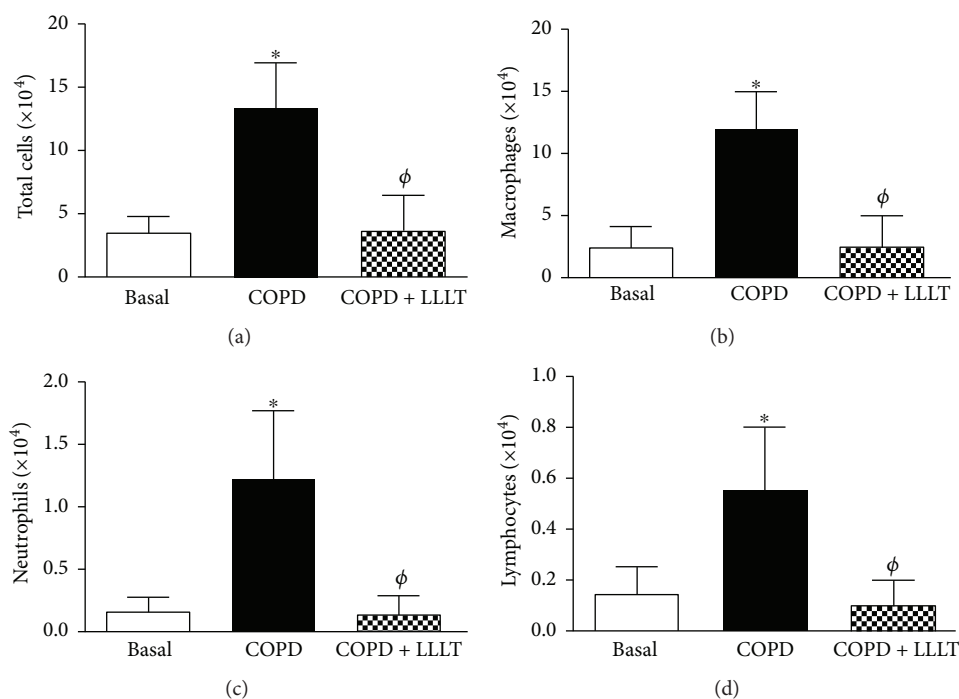 Total cells (×10⁴)
20
15
10
5
0
*
ϕ
Basal COPD COPD + LLLT
(a)
Macrophages (×10⁴)
20
15
10
5
0
*
ϕ
Basal COPD COPD + LLLT
(b)
Neutrophils (×10⁴)
2.0
1.5
1.0
0.5
0.0
*
ϕ
Basal COPD COPD + LLLT
(c)
Lymphocytes (×10⁴)
1.0
0.8
0.6
0.4
0.2
0.0
*
ϕ
Basal COPD COPD + LLLT
(d)